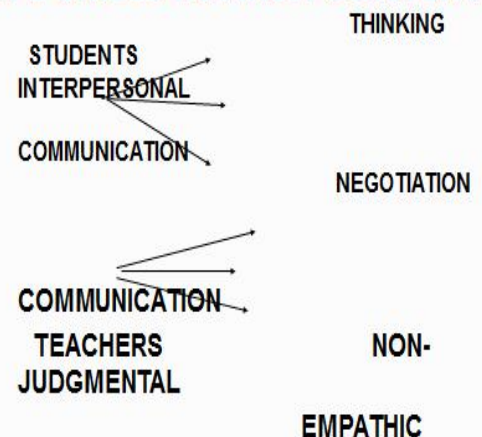 THINKING
STUDENTS
INTERPERSONAL
COMMUNICATION
NEGOTIATION
COMMUNICATION
TEACHERS NON-
JUDGMENTAL
EMPATHIC